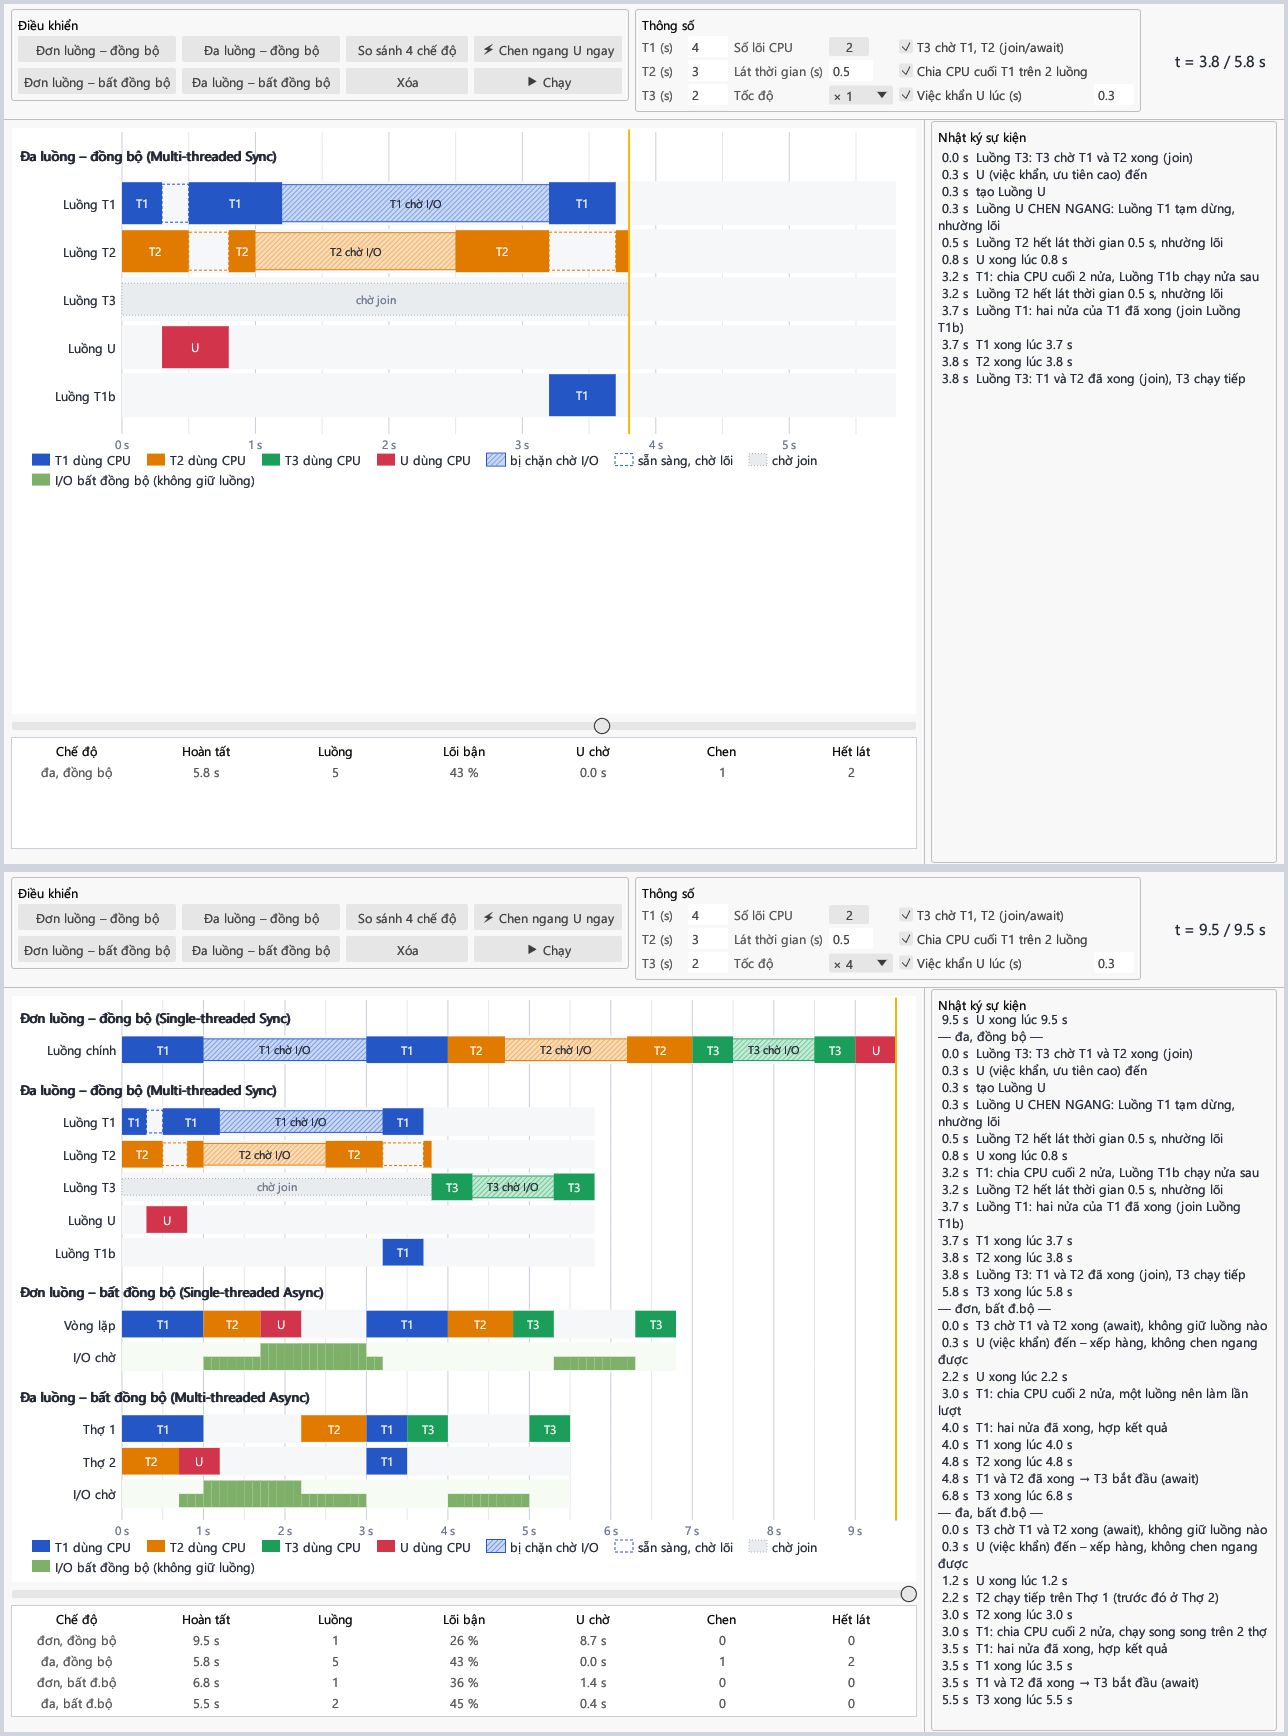 Điều khiển
Đơn luồng – đồng bộ
Đa luồng – đồng bộ
So sánh 4 chế độ
⚡ Chen ngang U ngay
Đơn luồng – bất đồng bộ
Đa luồng – bất đồng bộ
Xóa
▶ Chạy
Thông số
T1 (s) 4 Số lõi CPU 2 ✓ T3 chờ T1, T2 (join/await)
T2 (s) 3 Lát thời gian (s) 0.5 ✓ Chia CPU cuối T1 trên 2 luồng
T3 (s) 2 Tốc độ × 1 ✓ Việc khẩn U lúc (s) 0.3
t = 3.8 / 5.8 s
Đa luồng – đồng bộ (Multi-threaded Sync)
Luồng T1 T1 T1 T1 chờ I/O T1
Luồng T2 T2 T2 T2 chờ I/O T2
Luồng T3 chờ join
Luồng U U
Luồng T1b T1
0 s 1 s 2 s 3 s 4 s 5 s
T1 dùng CPU T2 dùng CPU T3 dùng CPU U dùng CPU bị chặn chờ I/O sẵn sàng, chờ lõi chờ join
I/O bất đồng bộ (không giữ luồng)
Chế độ Hoàn tất Luồng Lõi bận U chờ Chen Hết lát
đa, đồng bộ 5.8 s 5 43 % 0.0 s 1 2
Nhật ký sự kiện
0.0 s Luồng T3: T3 chờ T1 và T2 xong (join)
0.3 s U (việc khẩn, ưu tiên cao) đến
0.3 s tạo Luồng U
0.3 s Luồng U CHEN NGANG: Luồng T1 tạm dừng,
nhường lõi
0.5 s Luồng T2 hết lát thời gian 0.5 s, nhường lõi
0.8 s U xong lúc 0.8 s
3.2 s T1: chia CPU cuối 2 nửa, Luồng T1b chạy nửa sau
3.2 s Luồng T2 hết lát thời gian 0.5 s, nhường lõi
3.7 s Luồng T1: hai nửa của T1 đã xong (join Luồng
T1b)
3.7 s T1 xong lúc 3.7 s
3.8 s T2 xong lúc 3.8 s
3.8 s Luồng T3: T1 và T2 đã xong (join), T3 chạy tiếp
Điều khiển
Đơn luồng – đồng bộ
Đa luồng – đồng bộ
So sánh 4 chế độ
⚡ Chen ngang U ngay
Đơn luồng – bất đồng bộ
Đa luồng – bất đồng bộ
Xóa
▶ Chạy
Thông số
T1 (s) 4 Số lõi CPU 2 ✓ T3 chờ T1, T2 (join/await)
T2 (s) 3 Lát thời gian (s) 0.5 ✓ Chia CPU cuối T1 trên 2 luồng
T3 (s) 2 Tốc độ × 4 ✓ Việc khẩn U lúc (s) 0.3
t = 9.5 / 9.5 s
Đơn luồng – đồng bộ (Single-threaded Sync)
Luồng chính T1 T1 chờ I/O T1 T2 T2 chờ I/O T2 T3 T3 chờ I/O T3 U
Đa luồng – đồng bộ (Multi-threaded Sync)
Luồng T1 T1 T1 T1 chờ I/O T1
Luồng T2 T2 T2 chờ I/O T2
Luồng T3 chờ join T3 T3 chờ I/O T3
Luồng U U
Luồng T1b T1
Đơn luồng – bất đồng bộ (Single-threaded Async)
Vòng lặp T1 T2 U T1 T2 T3 T3
I/O chờ
Đa luồng – bất đồng bộ (Multi-threaded Async)
Thợ 1 T1 T2 T1 T3 T3
Thợ 2 T2 U T1
I/O chờ
0 s 1 s 2 s 3 s 4 s 5 s 6 s 7 s 8 s 9 s
T1 dùng CPU T2 dùng CPU T3 dùng CPU U dùng CPU bị chặn chờ I/O sẵn sàng, chờ lõi chờ join
I/O bất đồng bộ (không giữ luồng)
Chế độ Hoàn tất Luồng Lõi bận U chờ Chen Hết lát
đơn, đồng bộ 9.5 s 1 26 % 8.7 s 0 0
đa, đồng bộ 5.8 s 5 43 % 0.0 s 1 2
đơn, bất đ.bộ 6.8 s 1 36 % 1.4 s 0 0
đa, bất đ.bộ 5.5 s 2 45 % 0.4 s 0 0
Nhật ký sự kiện
9.5 s U xong lúc 9.5 s
— đa, đồng bộ —
0.0 s Luồng T3: T3 chờ T1 và T2 xong (join)
0.3 s U (việc khẩn, ưu tiên cao) đến
0.3 s tạo Luồng U
0.3 s Luồng U CHEN NGANG: Luồng T1 tạm dừng,
nhường lõi
0.5 s Luồng T2 hết lát thời gian 0.5 s, nhường lõi
0.8 s U xong lúc 0.8 s
3.2 s T1: chia CPU cuối 2 nửa, Luồng T1b chạy nửa sau
3.2 s Luồng T2 hết lát thời gian 0.5 s, nhường lõi
3.7 s Luồng T1: hai nửa của T1 đã xong (join Luồng
T1b)
3.7 s T1 xong lúc 3.7 s
3.8 s T2 xong lúc 3.8 s
3.8 s Luồng T3: T1 và T2 đã xong (join), T3 chạy tiếp
5.8 s T3 xong lúc 5.8 s
— đơn, bất đ.bộ —
0.0 s T3 chờ T1 và T2 xong (await), không giữ luồng nào
0.3 s U (việc khẩn) đến – xếp hàng, không chen ngang
được
2.2 s U xong lúc 2.2 s
3.0 s T1: chia CPU cuối 2 nửa, một luồng nên làm lần
lượt
4.0 s T1: hai nửa đã xong, hợp kết quả
4.0 s T1 xong lúc 4.0 s
4.8 s T2 xong lúc 4.8 s
4.8 s T1 và T2 đã xong → T3 bắt đầu (await)
6.8 s T3 xong lúc 6.8 s
— đa, bất đ.bộ —
0.0 s T3 chờ T1 và T2 xong (await), không giữ luồng nào
0.3 s U (việc khẩn) đến – xếp hàng, không chen ngang
được
1.2 s U xong lúc 1.2 s
2.2 s T2 chạy tiếp trên Thợ 1 (trước đó ở Thợ 2)
3.0 s T2 xong lúc 3.0 s
3.0 s T1: chia CPU cuối 2 nửa, chạy song song trên 2 thợ
3.5 s T1: hai nửa đã xong, hợp kết quả
3.5 s T1 xong lúc 3.5 s
3.5 s T1 và T2 đã xong → T3 bắt đầu (await)
5.5 s T3 xong lúc 5.5 s